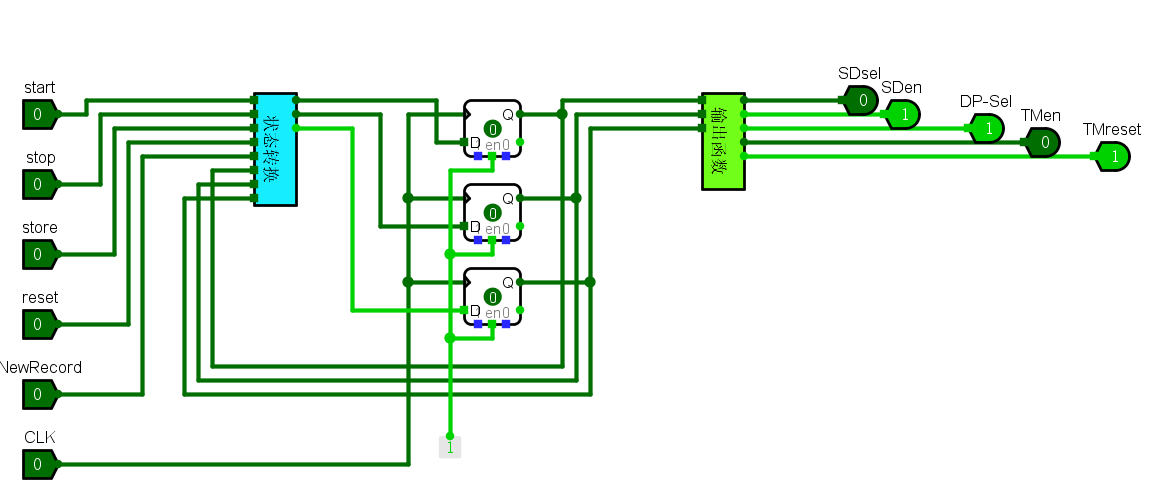 start
0
stop
0
store
0
reset
0
NewRecord
0
CLK
0
状态转换
Q
0
D en0
Q
0
D en0
Q
0
D en0
1
输出函数
SDsel
0
SDen
1
DP-Sel
1
TMen
0
TMreset
1